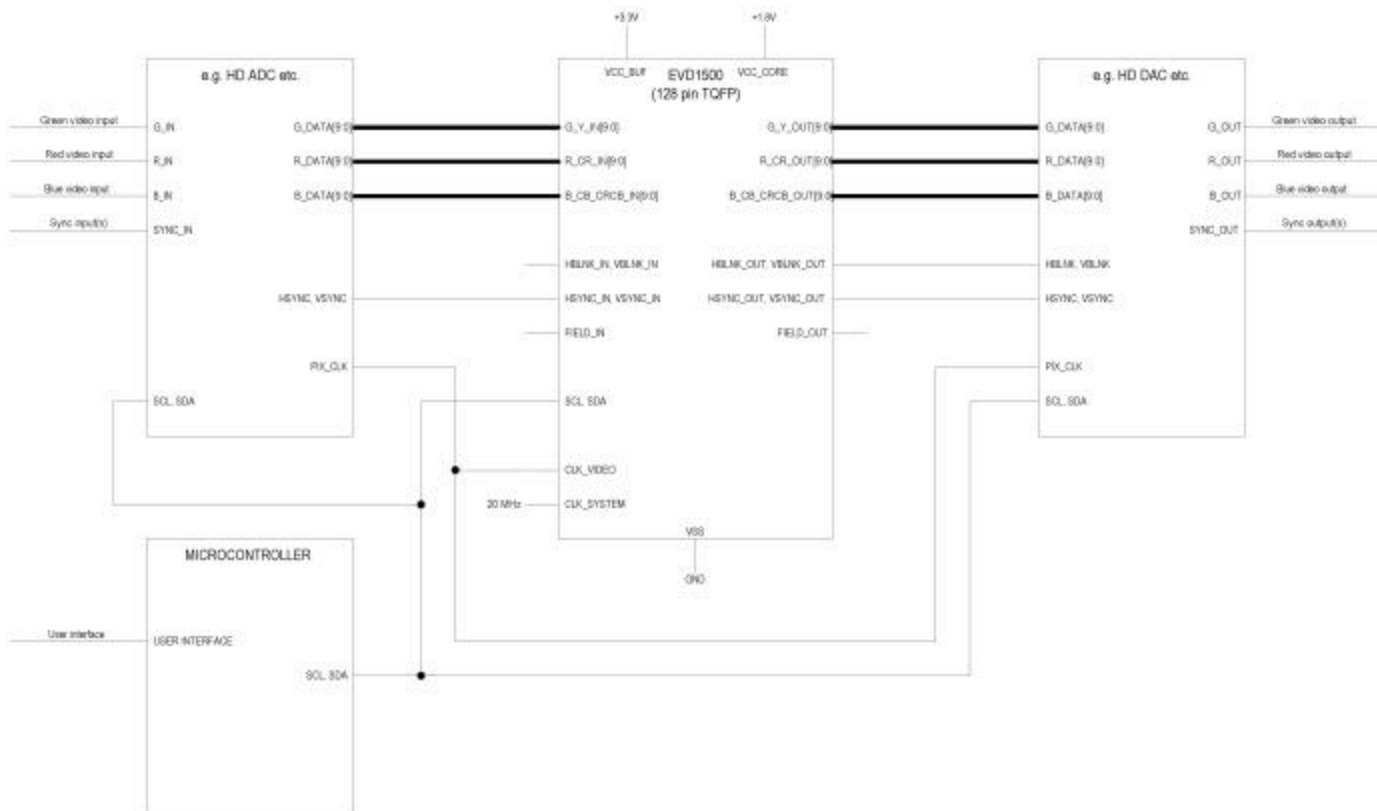 +3.3V
+1.8V
e.g. HD ADC etc.
VCC_BUF
EVD1500
VCC_CORE
(128 pin TQFP)
e.g. HD DAC etc.
Green video input
G_IN
G_DATA[9:0]
G_Y_IN[9:0]
G_Y_OUT[9:0]
G_DATA[9:0]
G_OUT
Green video output
Red video input
R_IN
R_DATA[9:0]
R_CR_IN[9:0]
R_CR_OUT[9:0]
R_DATA[9:0]
R_OUT
Red video output
Blue video input
B_IN
B_DATA[9:0]
B_CB_CRCB_IN[9:0]
B_CB_CRCB_OUT[9:0]
B_DATA[9:0]
B_OUT
Blue video output
Sync input(s)
SYNC_IN
SYNC_OUT
Sync output(s)
HBLNK_IN, VBLNK_IN
HBLNK_OUT, VBLNK_OUT
HBLNK, VBLNK
HSYNC, VSYNC
HSYNC_IN, VSYNC_IN
HSYNC_OUT, VSYNC_OUT
HSYNC, VSYNC
FIELD_IN
FIELD_OUT
PIX_CLK
PIX_CLK
SCL, SDA
SCL, SDA
SCL, SDA
CLK_VIDEO
20 MHz
CLK_SYSTEM
VSS
GND
MICROCONTROLLER
User interface
USER INTERFACE
SCL, SDA